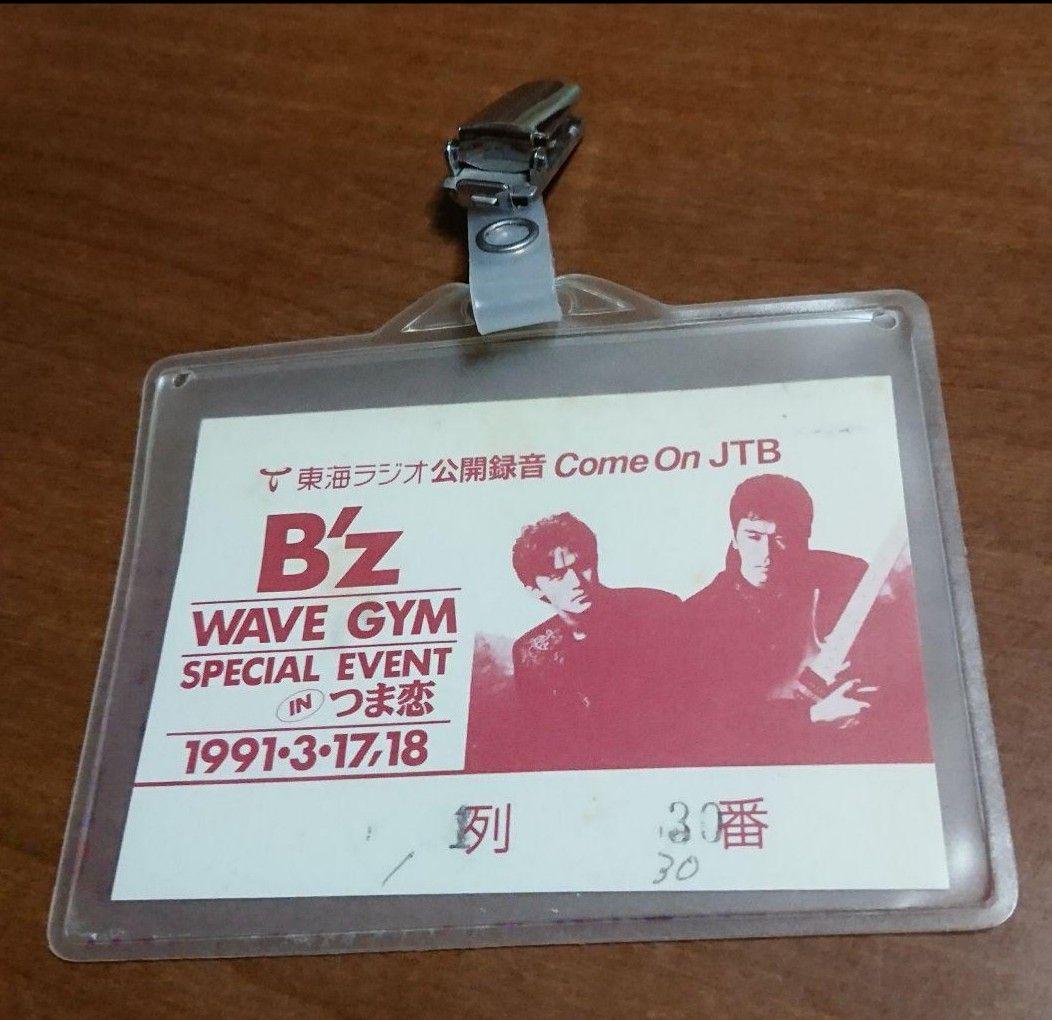 東海ラジオ公開録音 Come On JTB
B'z
WAVE GYM
SPECIAL EVENT
IN つま恋
1991・3・17,18
1列 30番
/ 30